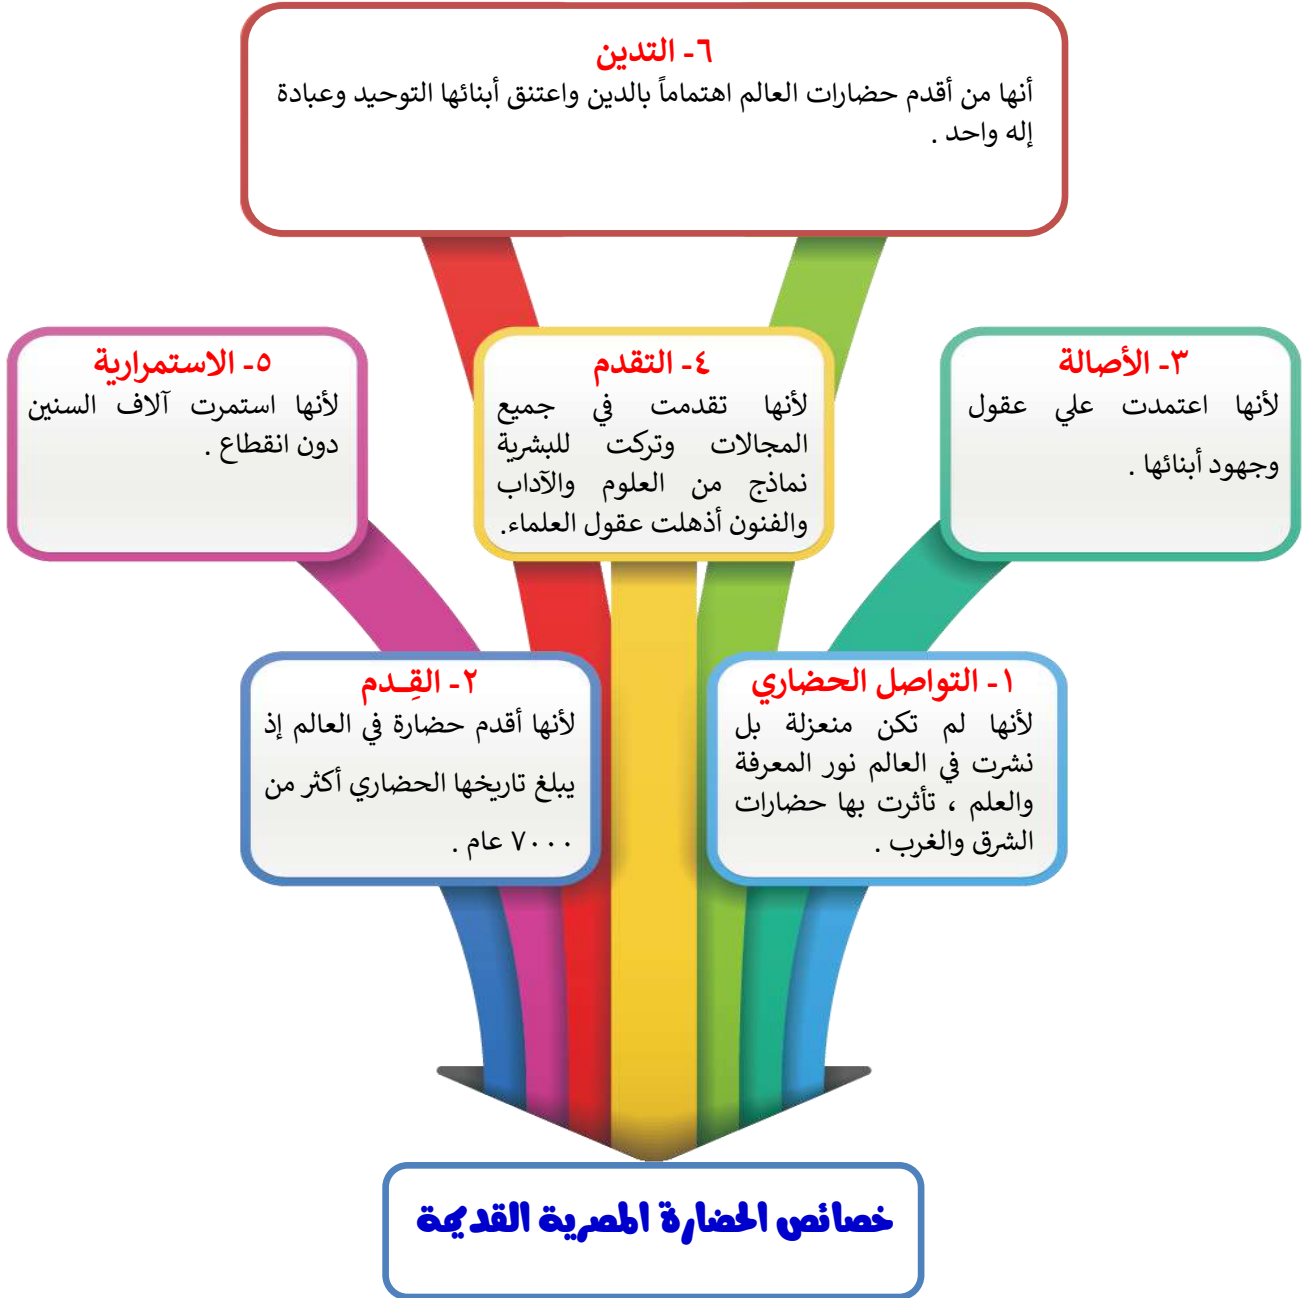 ٦- التدين
أنها من أقدم حضارات العالم اهتماماً بالدين واعتنق أبنائها التوحيد وعبادة
إله واحد .
٣- الأصالة
لأنها اعتمدت علي عقول
وجهود أبنائها .
٤- التقدم
لأنها تقدمت في جميع
المجالات وتركت للبشرية
نماذج من العلوم والآداب
والفنون أذهلت عقول العلماء.
٥- الاستمرارية
لأنها استمرت آلاف السنين
دون انقطاع .
١- التواصل الحضاري
لأنها لم تكن منعزلة بل
نشرت في العالم نور المعرفة
والعلم ، تأثرت بها حضارات
الشرق والغرب .
٢- القِـدم
لأنها أقدم حضارة في العالم إذ
يبلغ تاريخها الحضاري أكثر من
٧٠٠٠ عام .
خصائص الحضارة المصرية القديمة